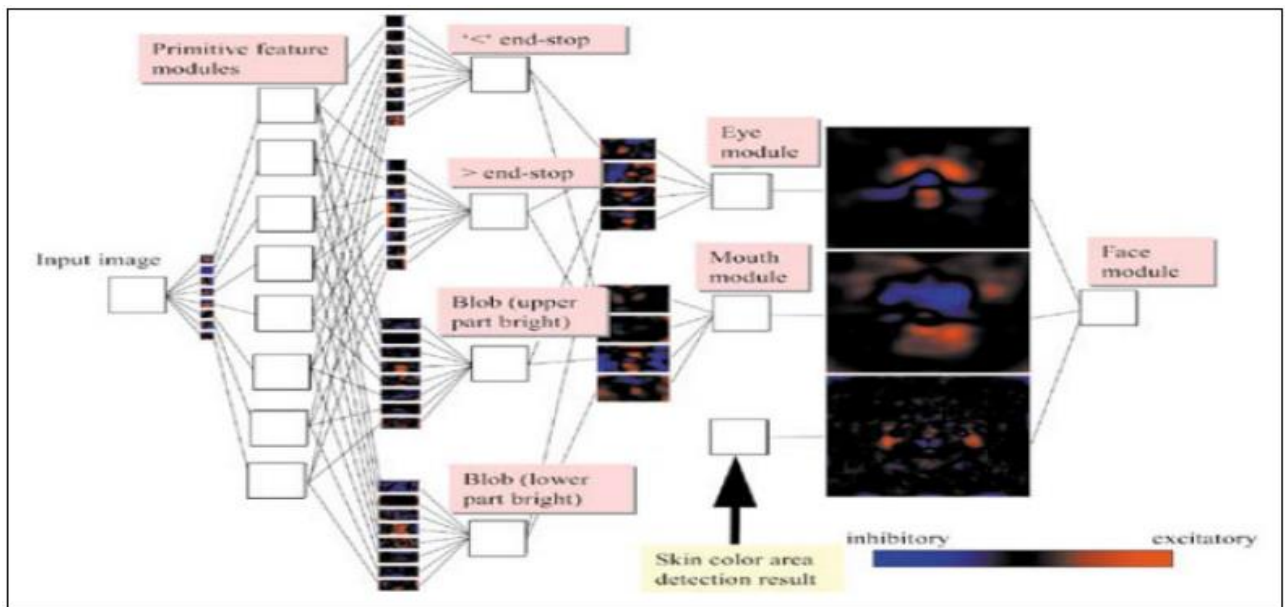 Primitive feature
modules
'<' end-stop
> end-stop
Input image
Blob (upper
part bright)
Blob (lower
part bright)
Eye
module
Mouth
module
Face
module
Skin color area
detection result
inhibitory
excitatory